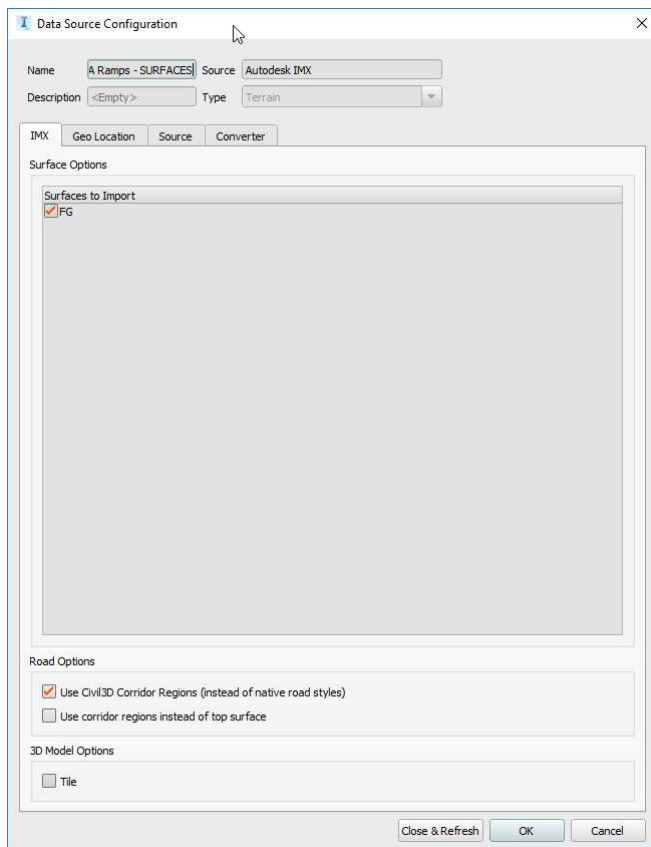 Data Source Configuration
Name A Ramps - SURFACES Source Autodesk IMX
Description <Empty> Type Terrain
IMX Geo Location Source Converter
Surface Options
Surfaces to Import
FG
Road Options
Use Civil3D Corridor Regions (instead of native road styles)
Use corridor regions instead of top surface
3D Model Options
Tile
Close & Refresh OK Cancel